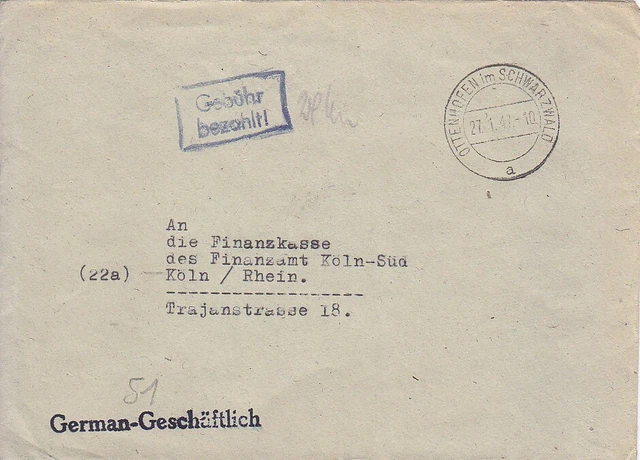 Gebühr
bezahlt!
OTTENHÖFEN im SCHWARZWALD
27.1.47.-10
a
An
die Finanzkasse
des Finanzamt Köln-Süd
(22a) Köln / Rhein.
Trajanstrasse 18.
51
German-Geschäftlich